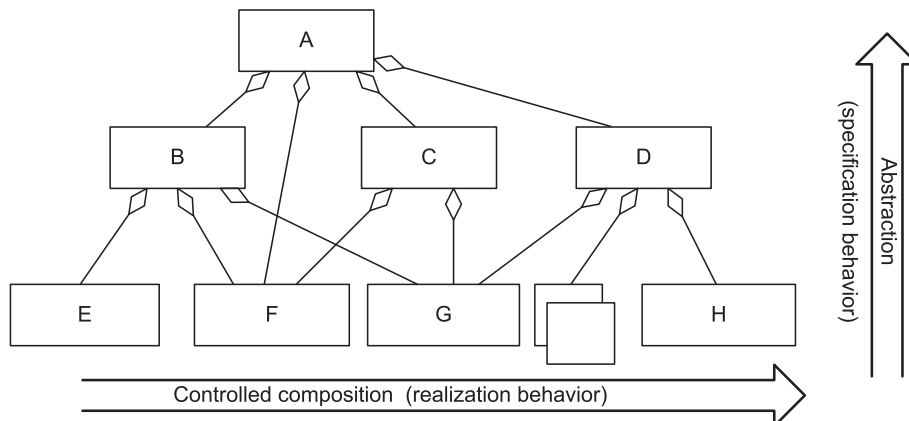 A
B
C
D
E
F
G
H
Abstraction
(specification behavior)
Controlled composition (realization behavior)